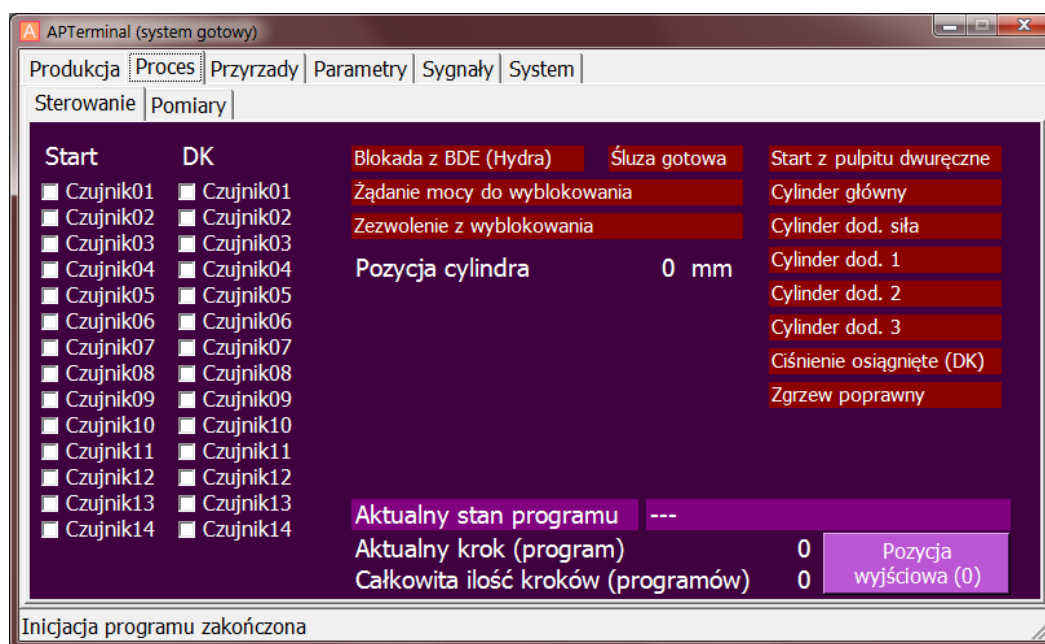 APTerminal (system gotowy)
Produkcja Proces Przyrzady Parametry Sygnały System
Sterowanie Pomiary
Start DK
Czujnik01 Czujnik01
Czujnik02 Czujnik02
Czujnik03 Czujnik03
Czujnik04 Czujnik04
Czujnik05 Czujnik05
Czujnik06 Czujnik06
Czujnik07 Czujnik07
Czujnik08 Czujnik08
Czujnik09 Czujnik09
Czujnik10 Czujnik10
Czujnik11 Czujnik11
Czujnik12 Czujnik12
Czujnik13 Czujnik13
Czujnik14 Czujnik14
Blokada z BDE (Hydra) Śluza gotowa
Żądanie mocy do wyblokowania
Zezwolenie z wyblokowania
Pozycja cylindra 0 mm
Start z pulpitu dwuręczne
Cylinder główny
Cylinder dod. siła
Cylinder dod. 1
Cylinder dod. 2
Cylinder dod. 3
Ciśnienie osiągnięte (DK)
Zgrzew poprawny
Aktualny stan programu ---
Aktualny krok (program) 0
Całkowita ilość kroków (programów) 0
Pozycja
wyjściowa (0)
Inicjacja programu zakończona